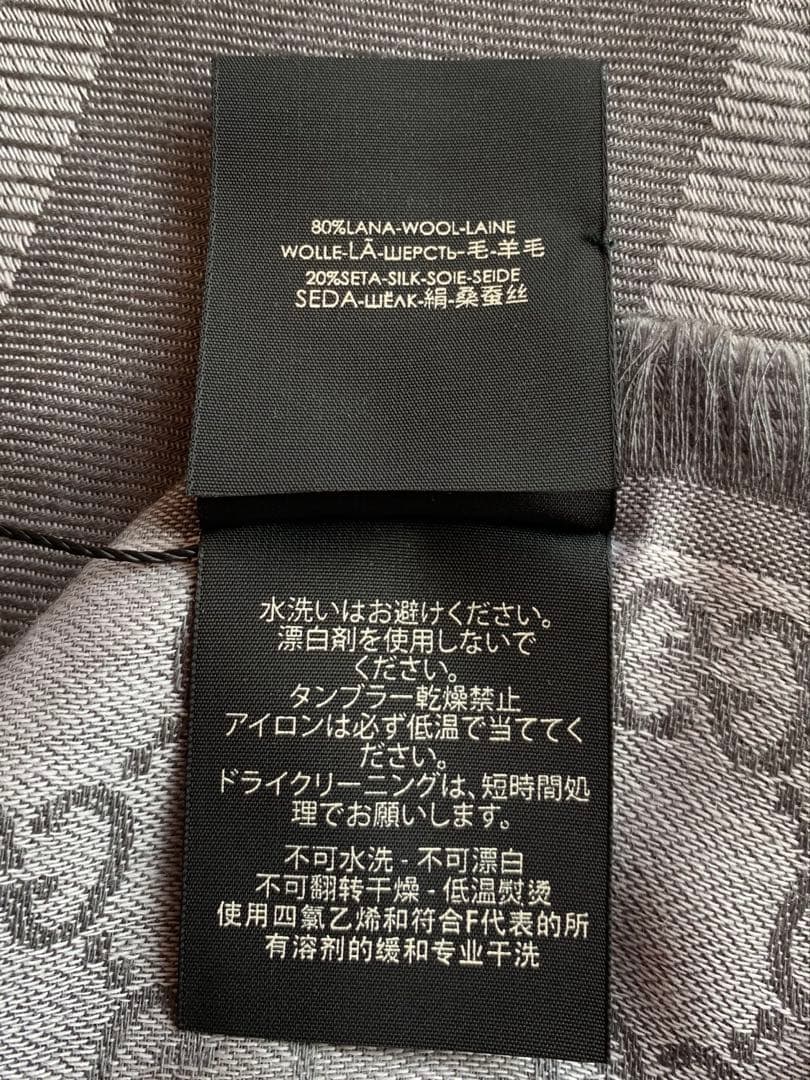 80%LANA-WOOL-LAINE
WOLLE-LÃ-ШЕРСТЬ-毛-羊毛
20%SETA-SILK-SOIE-SEIDE
SEDA-ШЁЛК-絹-桑蚕丝
水洗いはお避けください。
漂白剤を使用しないで
ください。
タンブラー乾燥禁止
アイロンは必ず低温で当ててく
ださい。
ドライクリーニングは、短時間処
理でお願いします。
不可水洗 - 不可漂白
不可翻转干燥 - 低温熨烫
使用四氯乙烯和符合F代表的所
有溶剂的缓和专业干洗